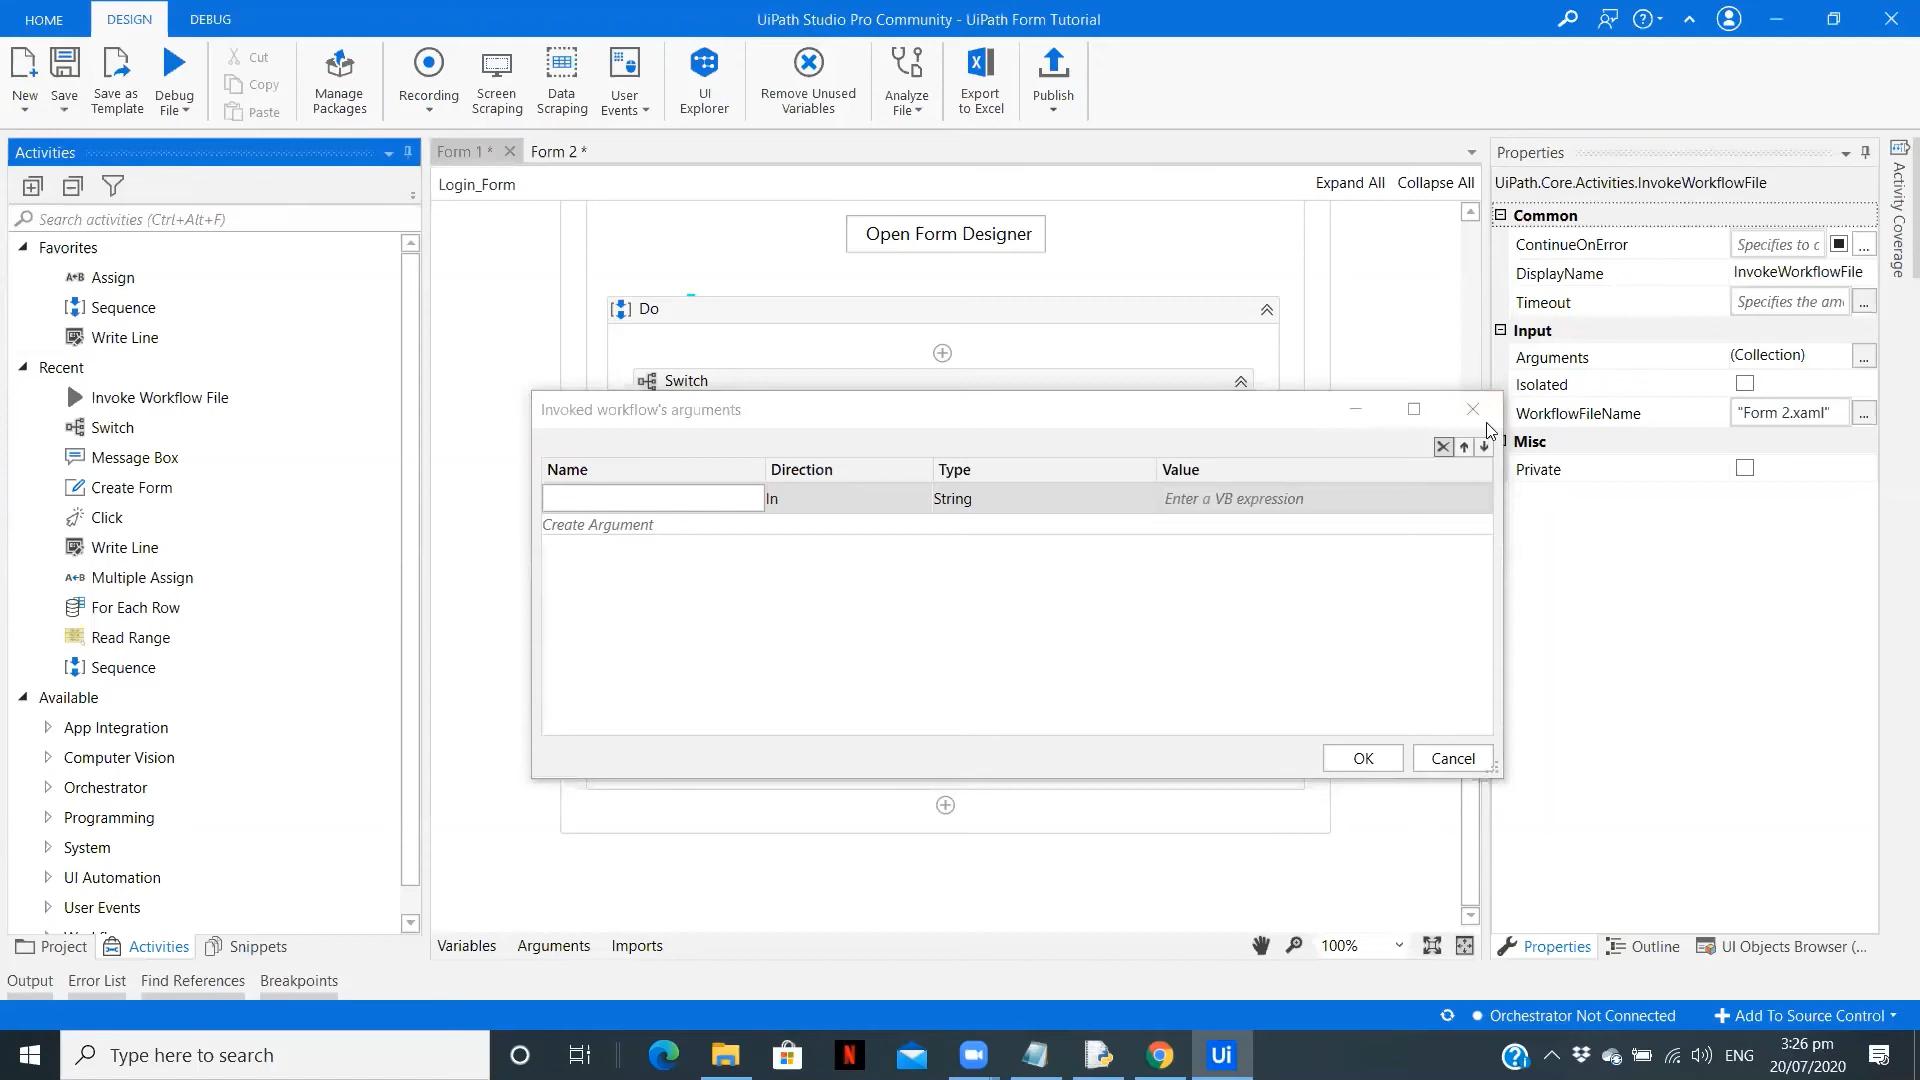 HOME
DESIGN
DEBUG
UiPath Studio Pro Community - UiPath Form Tutorial
New
Save
Save as
Template
Debug
File
Cut
Copy
Paste
Manage
Packages
Recording
Screen
Scraping
Data
Scraping
User
Events
UI
Explorer
Remove Unused
Variables
Analyze
File
Export
to Excel
Publish
Activities
Search activities (Ctrl+Alt+F)
Favorites
Assign
Sequence
Write Line
Recent
Invoke Workflow File
Switch
Message Box
Create Form
Click
Write Line
Multiple Assign
For Each Row
Read Range
Sequence
Available
App Integration
Computer Vision
Orchestrator
Programming
System
UI Automation
User Events
Project
Activities
Snippets
Form 1 *
Form 2 *
Login_Form
Expand All
Collapse All
Open Form Designer
Do
Switch
Invoked workflow's arguments
Name
Direction
Type
Value
In
String
Enter a VB expression
Create Argument
OK
Cancel
Variables
Arguments
Imports
100%
Properties
UiPath.Core.Activities.InvokeWorkflowFile
Common
ContinueOnError
Specifies to c
...
DisplayName
InvokeWorkflowFile
Timeout
Specifies the am
...
Input
Arguments
(Collection)
...
Isolated
WorkflowFileName
"Form 2.xaml"
...
Misc
Private
Properties
Outline
UI Objects Browser (...
Activity Coverage
Output
Error List
Find References
Breakpoints
Orchestrator Not Connected
Add To Source Control
Type here to search
Ui
ENG
3:26 pm
20/07/2020